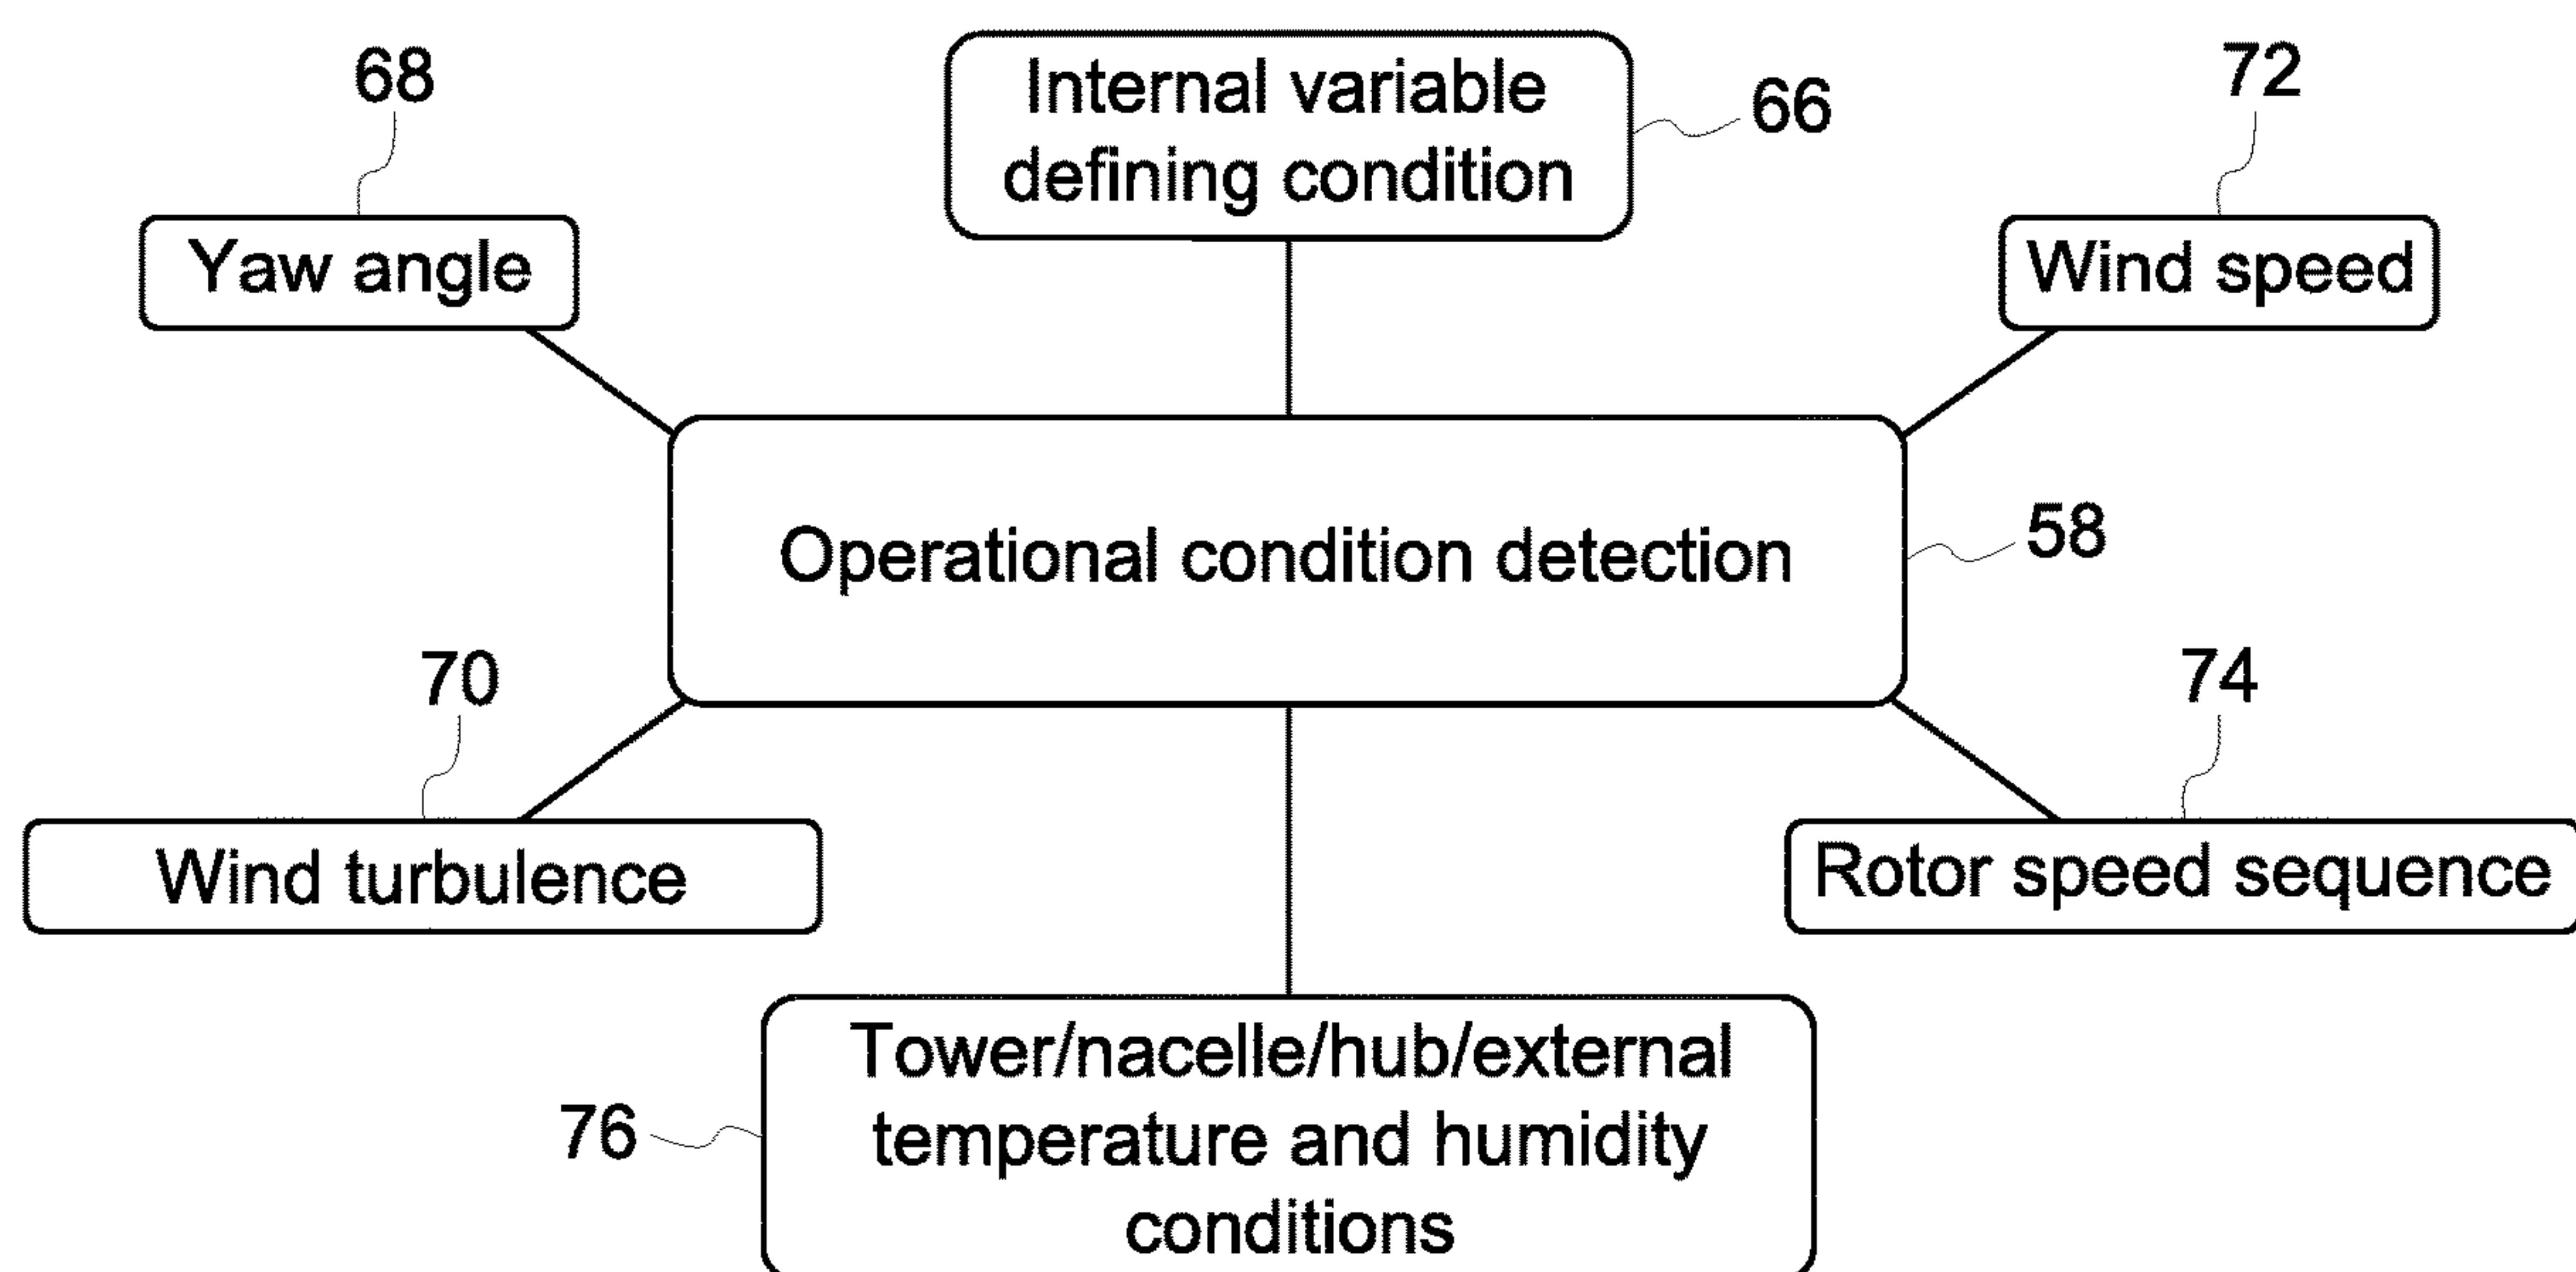 68
Internal variable
defining condition
66
72
Yaw angle
Wind speed
Operational condition detection
58
70
74
Wind turbulence
Rotor speed sequence
Tower/nacelle/hub/external
temperature and humidity
conditions
76